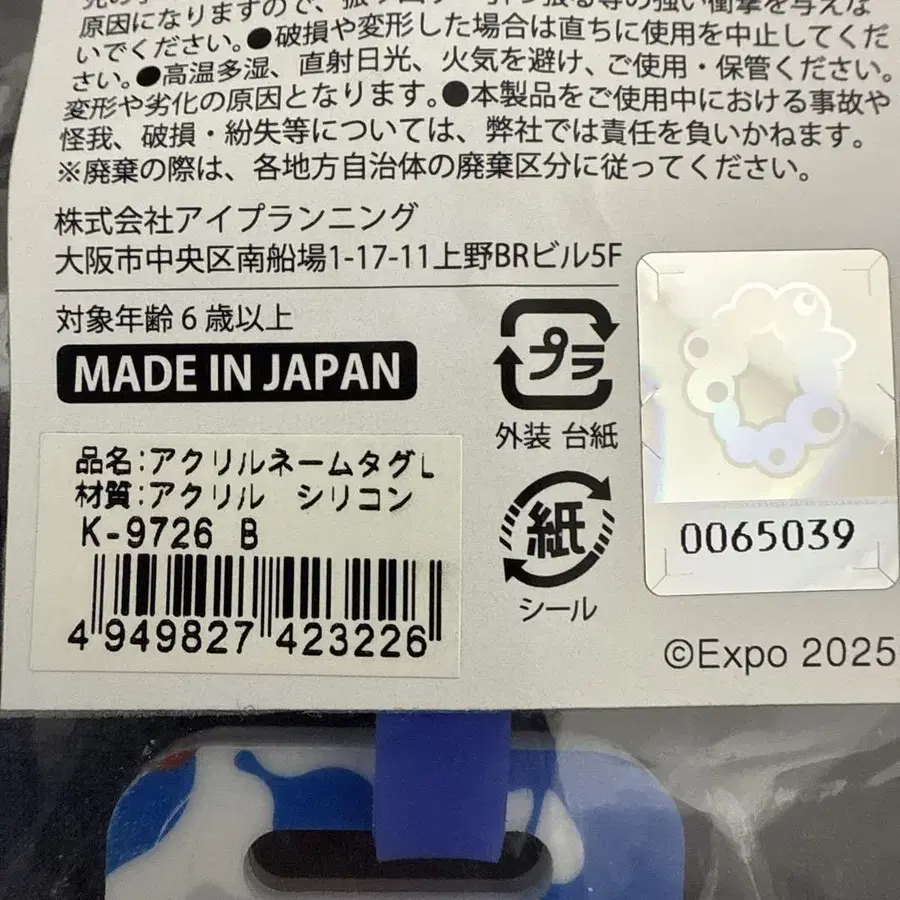 原因になりますので、振り回す・引っ張る等の強い衝撃を与えな
いでください。●破損や変形した場合は直ちに使用を中止してくだ
さい。●高温多湿、直射日光、火気を避け、ご使用・保管ください。
変形や劣化の原因となります。●本製品をご使用中における事故や
怪我、破損・紛失等については、弊社では責任を負いかねます。
※廃棄の際は、各地方自治体の廃棄区分に従ってください。
株式会社アイプランニング
大阪市中央区南船場1-17-11上野BRビル5F
対象年齢6歳以上
MADE IN JAPAN
プラ
外装 台紙
紙
シール
品名:アクリルネームタグL
材質:アクリル シリコン
K-9726 B
4 949827 423226
0065039
©Expo 2025